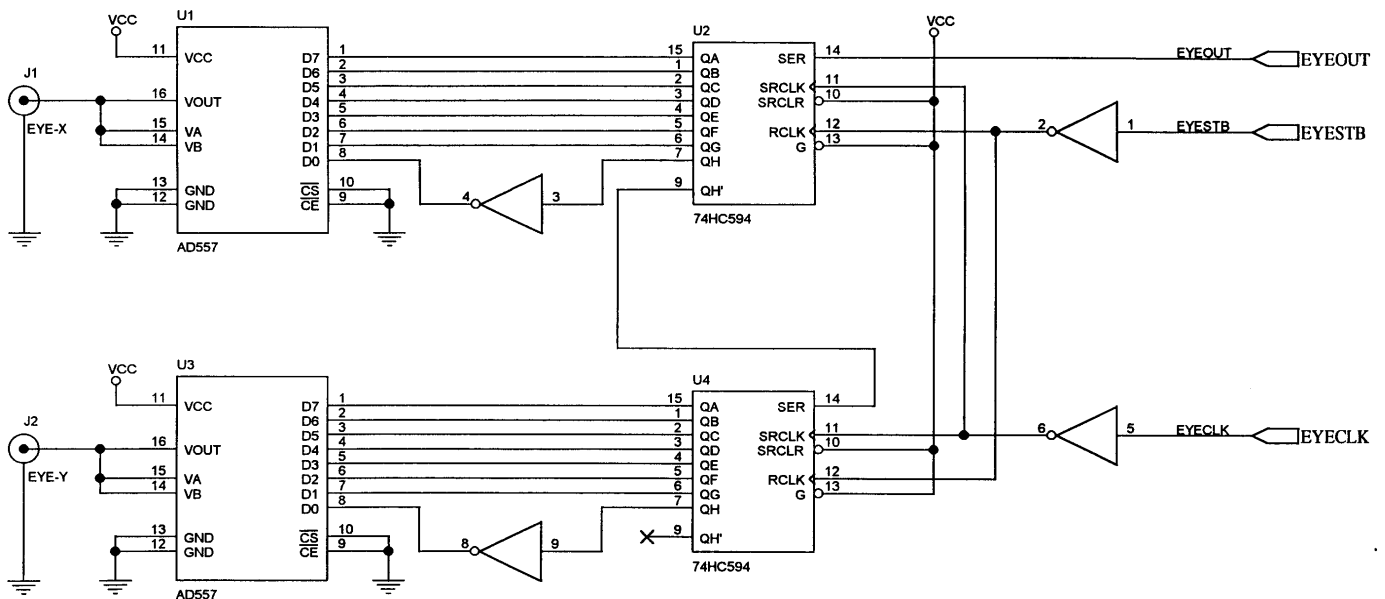 VCC
U1
11 VCC
J1
16 VOUT
EYE-X
15 VA
14 VB
13 GND
12 GND
D7 1
D6 2
D5 3
D4 4
D3 5
D2 6
D1 7
D0 8
CS 10
CE 9
AD557
4
3
U2
15 QA
1 QB
2 QC
3 QD
4 QE
5 QF
6 QG
7 QH
9 QH'
SER 14
SRCLK 11
SRCLR 10
RCLK 12
G 13
74HC594
VCC
EYEOUT
EYEOUT
2
1
EYESTB
EYESTB
VCC
U3
11 VCC
J2
16 VOUT
EYE-Y
15 VA
14 VB
13 GND
12 GND
D7 1
D6 2
D5 3
D4 4
D3 5
D2 6
D1 7
D0 8
CS 10
CE 9
AD557
8
9
U4
15 QA
1 QB
2 QC
3 QD
4 QE
5 QF
6 QG
7 QH
9 QH'
SER 14
SRCLK 11
SRCLR 10
RCLK 12
G 13
74HC594
6
5
EYECLK
EYECLK